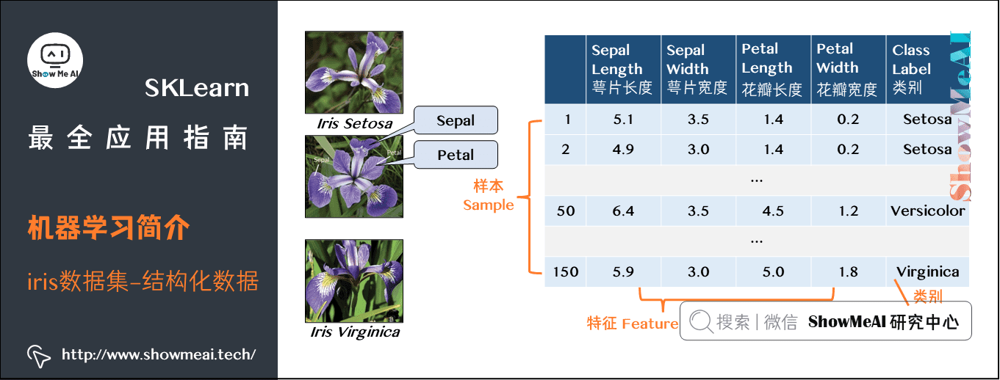 Show Me AI
SKLearn
最全应用指南
机器学习简介
iris数据集-结构化数据
http://www.showmeai.tech/
Iris Setosa
Sepal
Petal
Sepal
Petal
Iris Virginica
Sepal Length 萼片长度 Sepal Width 萼片宽度 Petal Length 花瓣长度 Petal Width 花瓣宽度 Class Label 类别
1 5.1 3.5 1.4 0.2 Setosa
2 4.9 3.0 1.4 0.2 Setosa
...
50 6.4 3.5 4.5 1.2 Versicolor
...
150 5.9 3.0 5.0 1.8 Virginica
样本
Sample
特征 Feature
类别
搜索 | 微信 ShowMeAI 研究中心
ShowMeAI